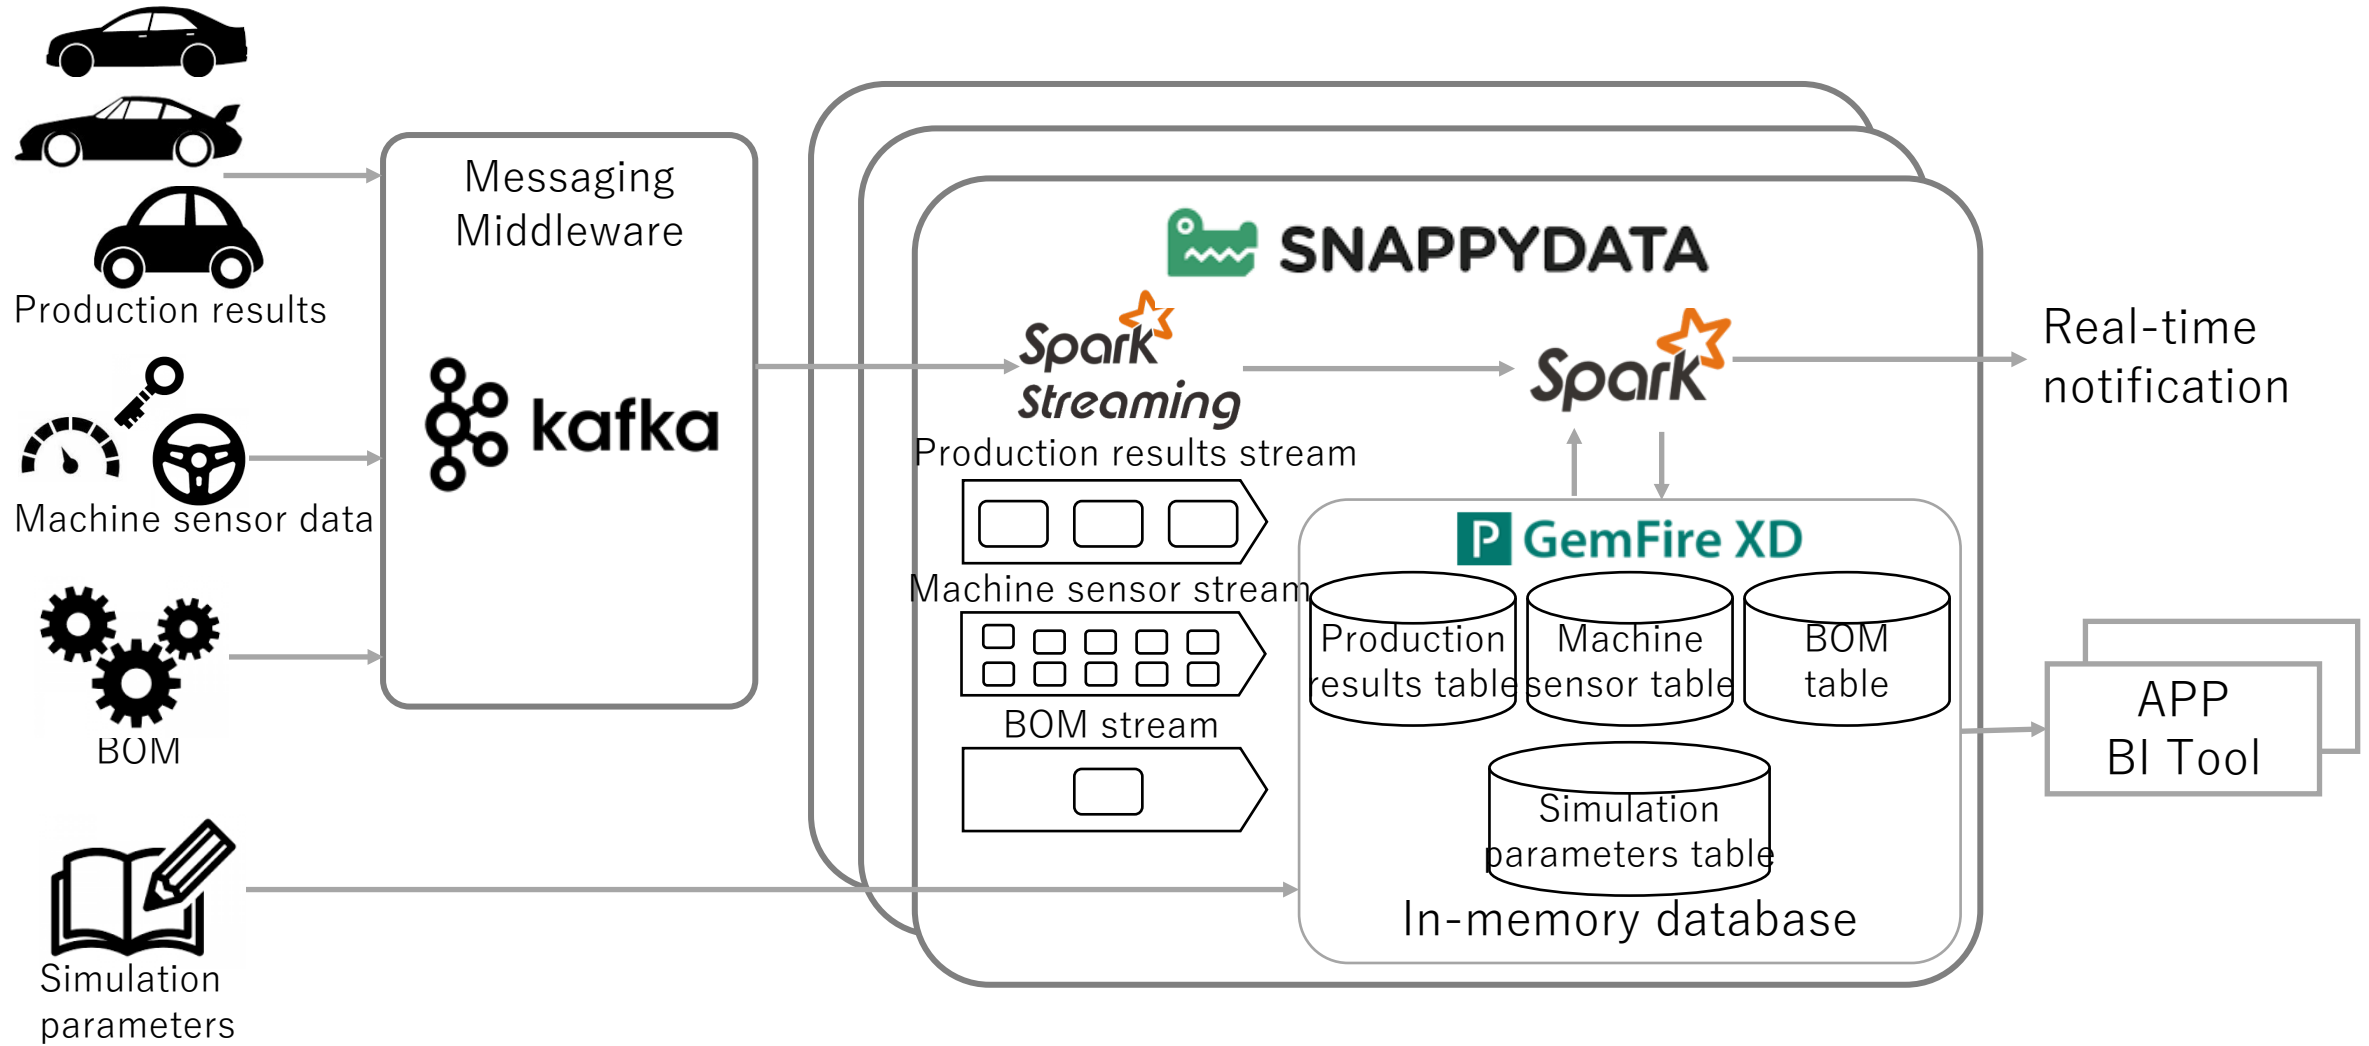 Production results
Machine sensor data
BOM
Simulation
parameters
Messaging
Middleware
kafka
SNAPPYDATA
Spark
Streaming
Spark
Production results stream
Machine sensor stream
BOM stream
P GemFire XD
Production
results table
Machine
sensor table
BOM
table
Simulation
parameters table
In-memory database
Real-time
notification
APP
BI Tool